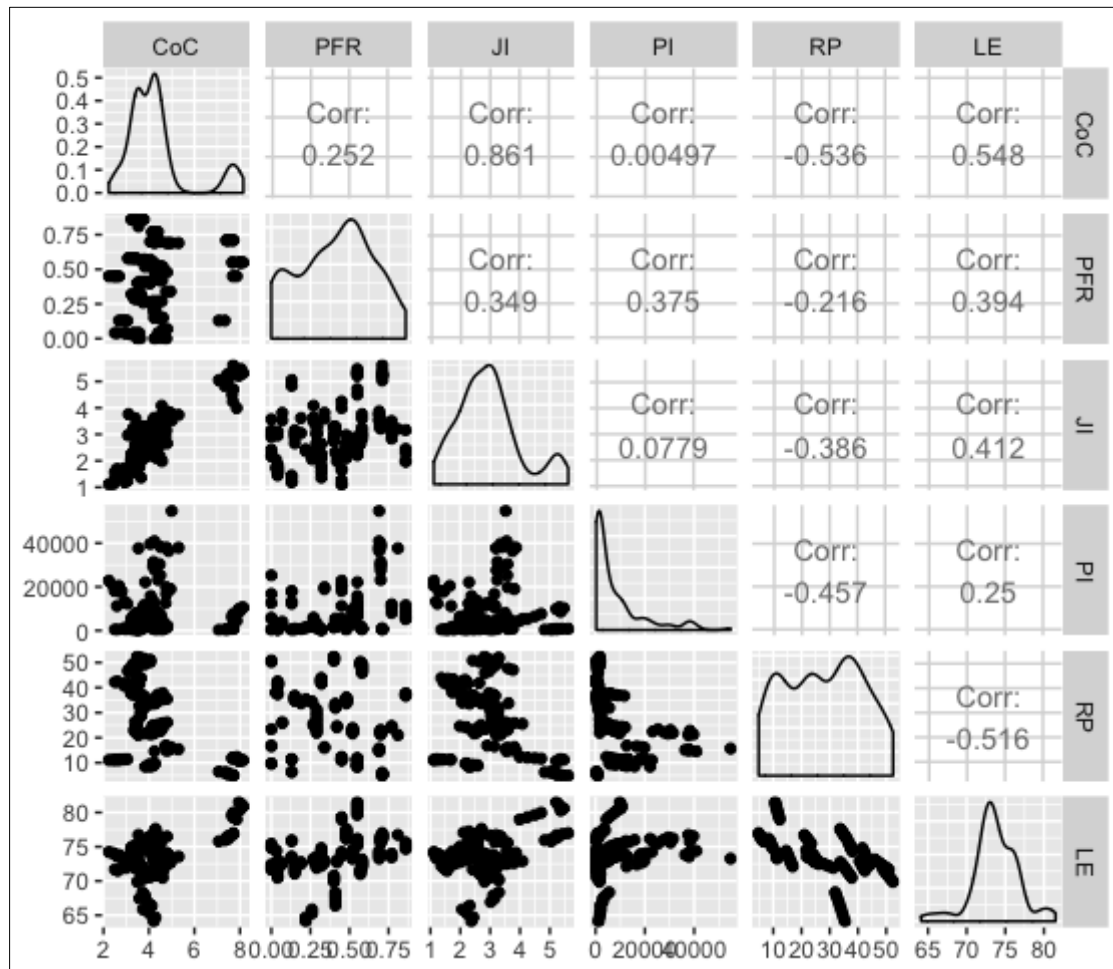 CoC PFR JI PI RP LE
0.5
0.4
0.3
0.2
0.1
0.0
Corr:
0.252
Corr:
0.861
Corr:
0.00497
Corr:
-0.536
Corr:
0.548
CoC
0.75
0.50
0.25
0.00
Corr:
0.349
Corr:
0.375
Corr:
-0.216
Corr:
0.394
PFR
5
4
3
2
1
Corr:
0.0779
Corr:
-0.386
Corr:
0.412
JI
40000
20000
0
Corr:
-0.457
Corr:
0.25
PI
50
40
30
20
10
Corr:
-0.516
RP
80
75
70
65
LE
2 4 6 8 0.00 0.25 0.50 0.75 1 2 3 4 5 0 20000 40000 10 20 30 40 50 65 70 75 80